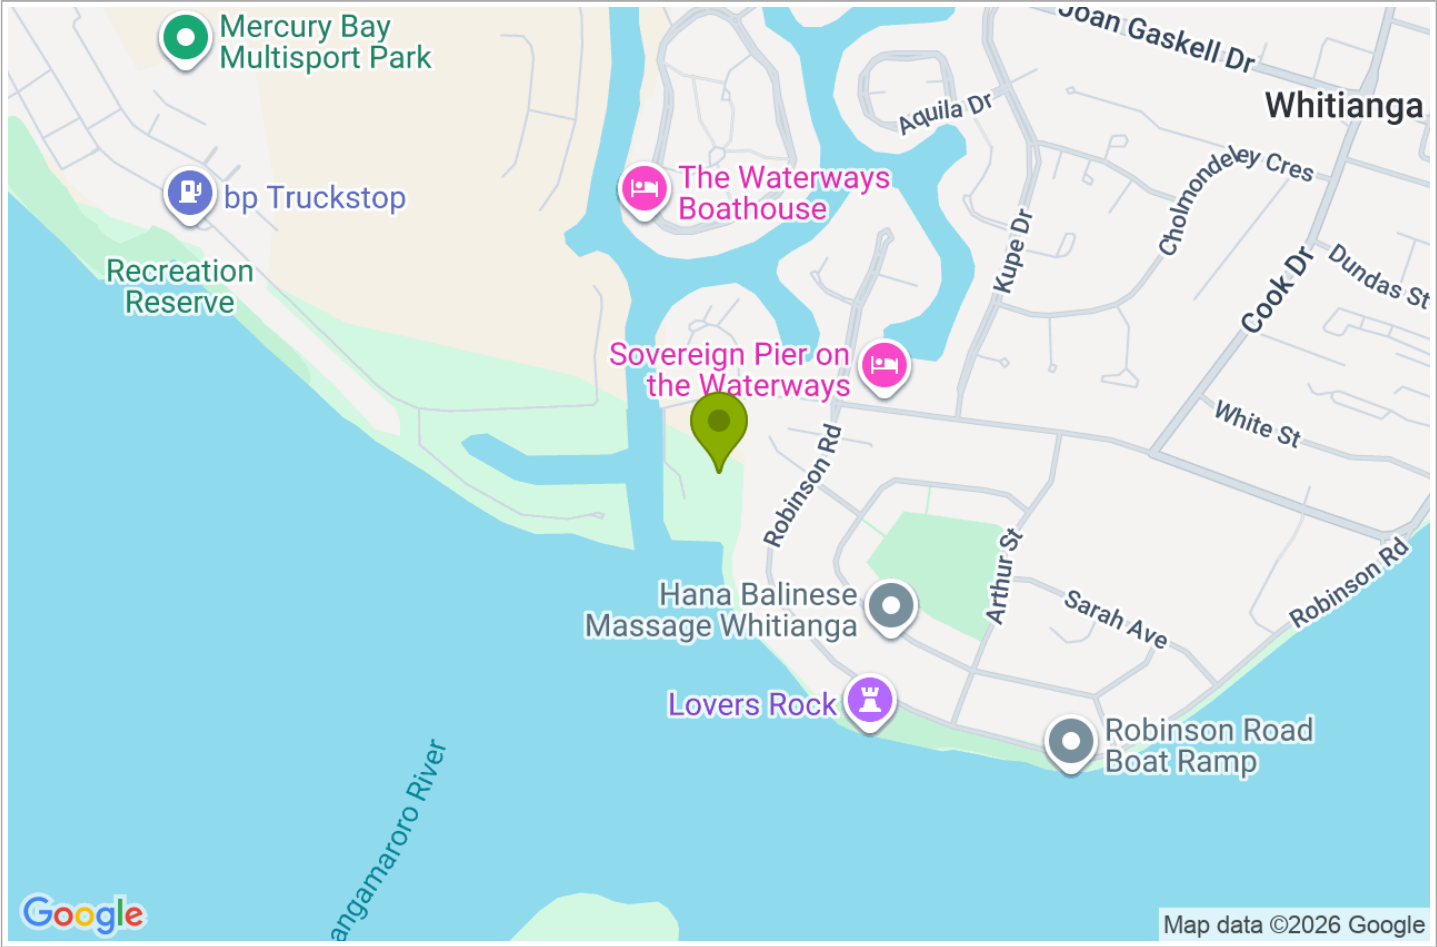 Mercury Bay
Multisport Park
Joan Gaskell Dr
Whitianga
Aquila Dr
bp Truckstop
The Waterways
Boathouse
Cholmondeley Cres
Kupe Dr
Recreation
Reserve
Cook Dr
Dundas St
Sovereign Pier on
the Waterways
White St
Robinson Rd
Arthur St
Hana Balinese
Massage Whitianga
Sarah Ave
Robinson Rd
Lovers Rock
Robinson Road
Boat Ramp
angamaroro River
Google
Map data ©2026 Google